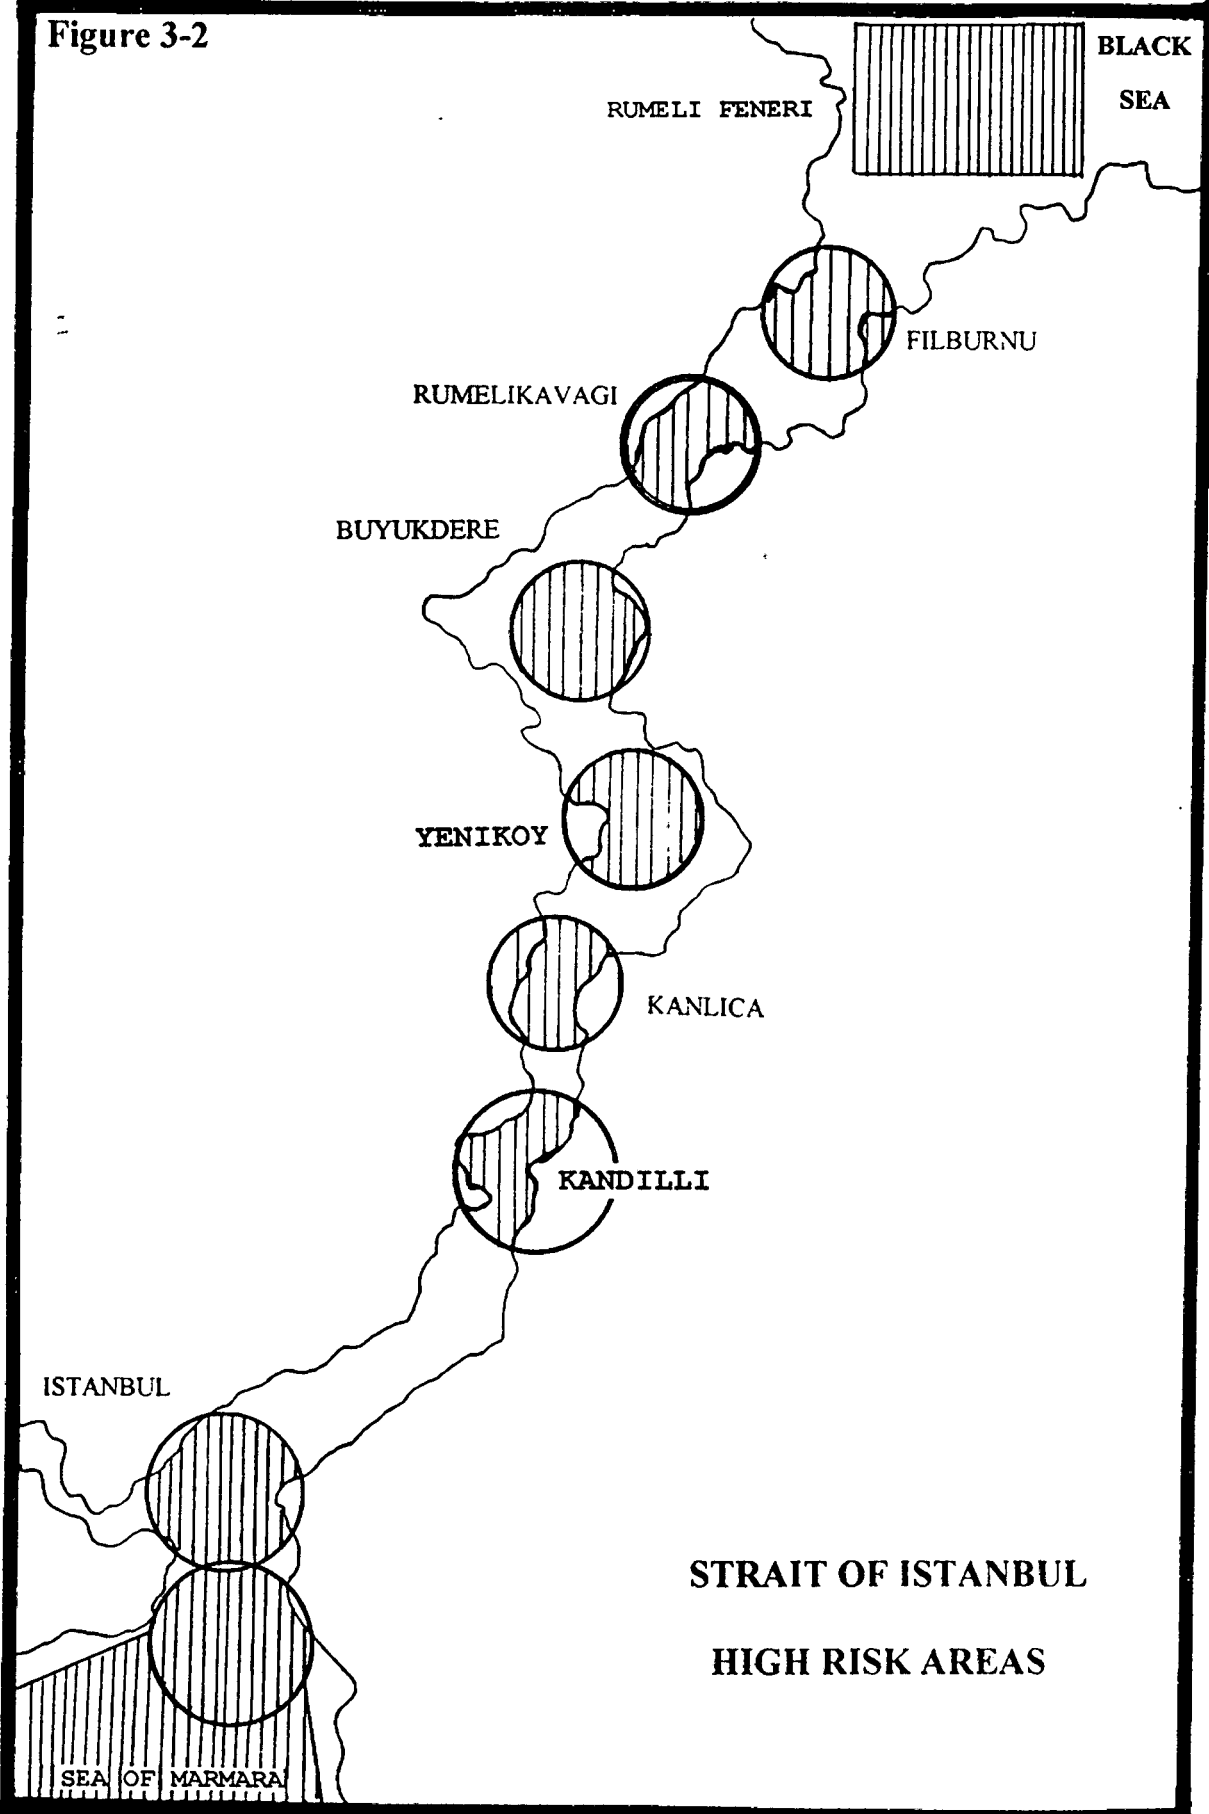 Figure 3-2
BLACK
SEA
RUMELI FENERI
FILBURNU
RUMELIKAVAGI
BUYUKDERE
YENIKOY
KANLICA
KANDILLI
ISTANBUL
STRAIT OF ISTANBUL
HIGH RISK AREAS
SEA OF MARMARA